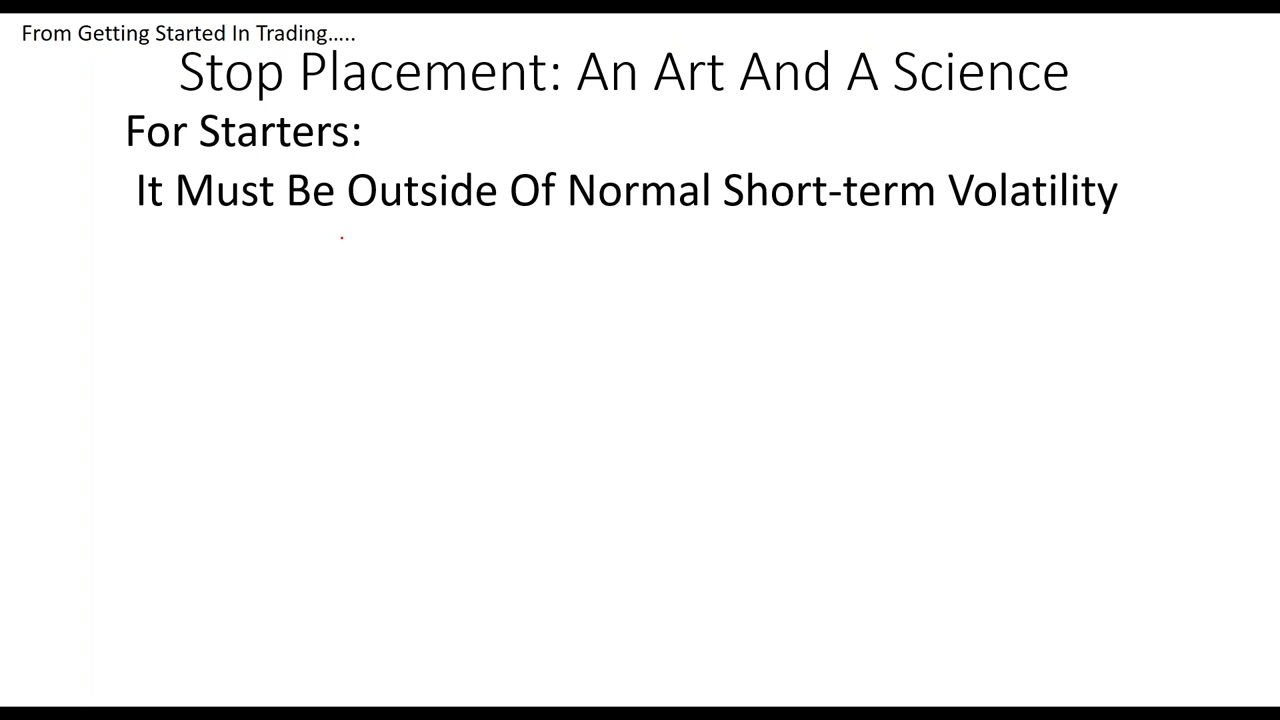 From Getting Started In Trading.....
Stop Placement: An Art And A Science
For Starters:
It Must Be Outside Of Normal Short-term Volatility